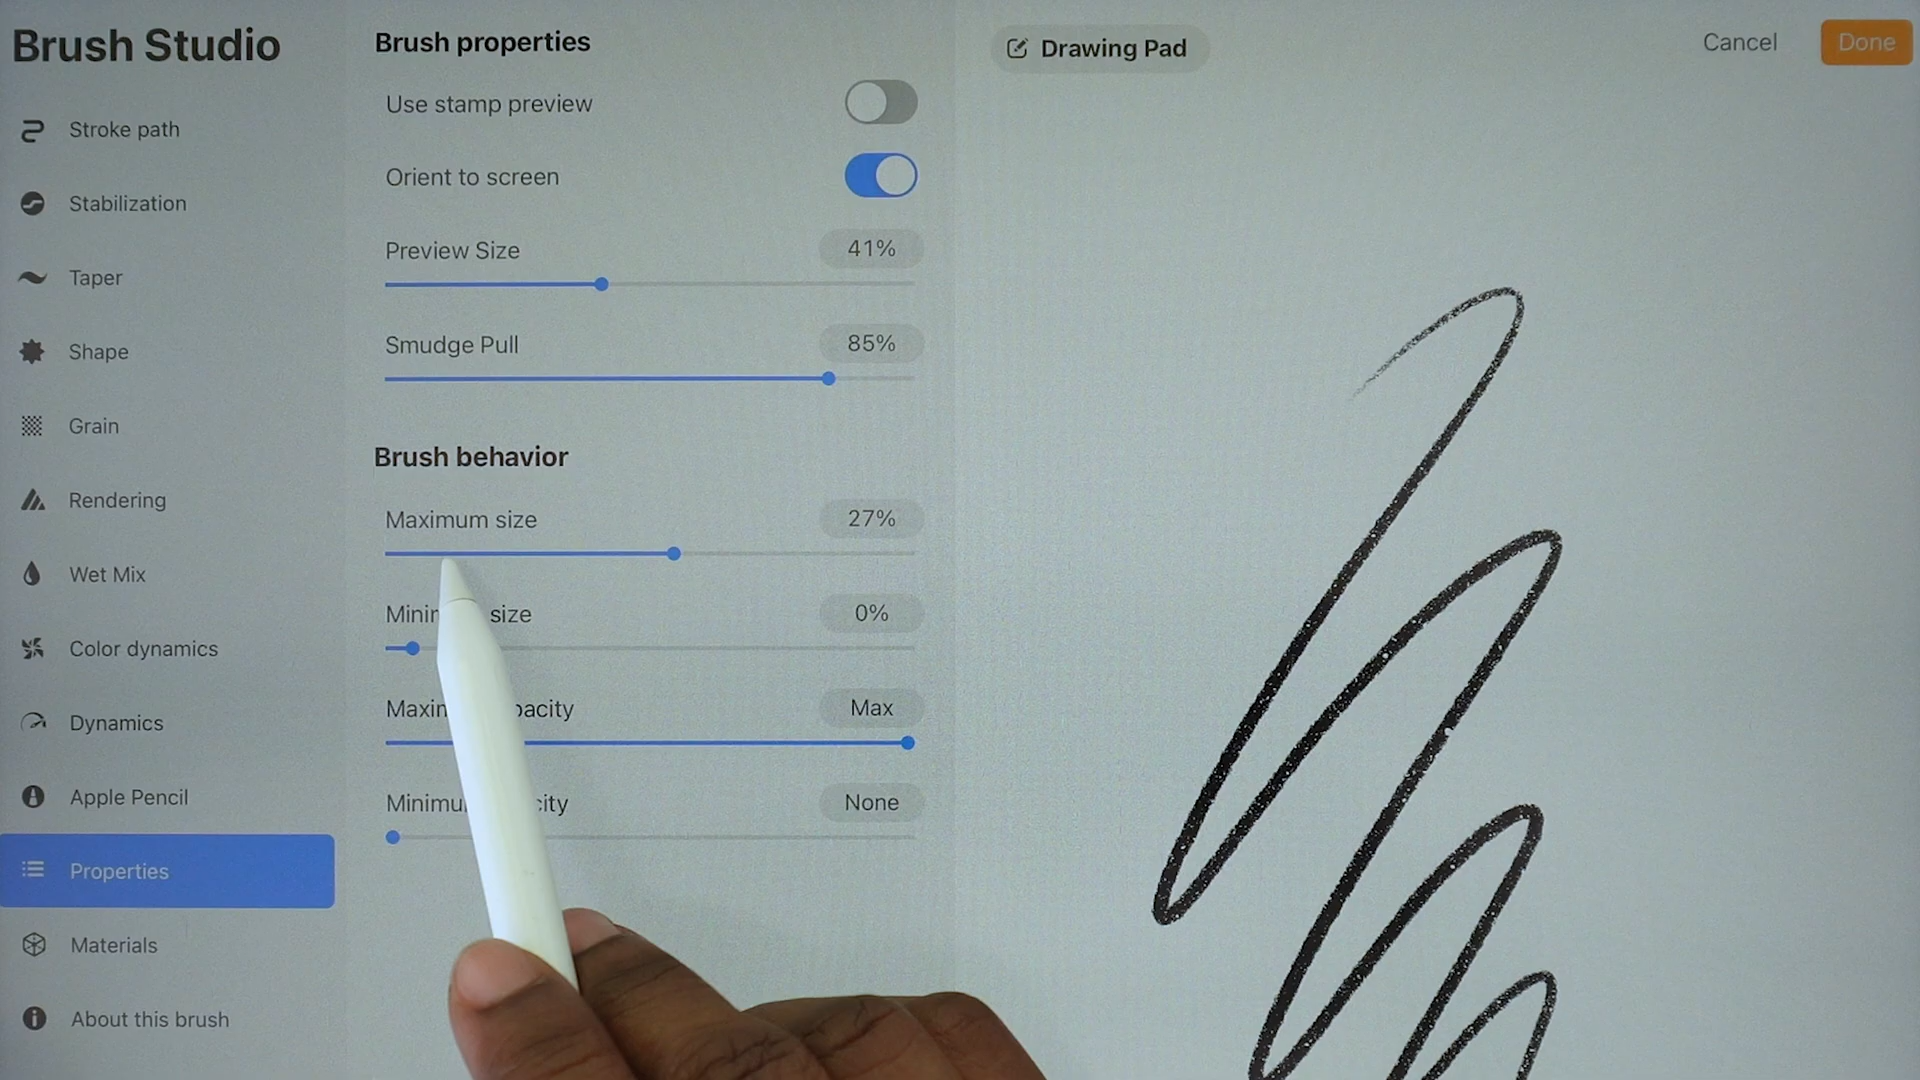 Brush Studio
Stroke path
Stabilization
Taper
Shape
Grain
Rendering
Wet Mix
Color dynamics
Dynamics
Apple Pencil
Properties
Materials
About this brush
Brush properties
Use stamp preview
Orient to screen
Preview Size 41%
Smudge Pull 85%
Brush behavior
Maximum size 27%
size 0%
Max
None
Drawing Pad
Cancel
Done